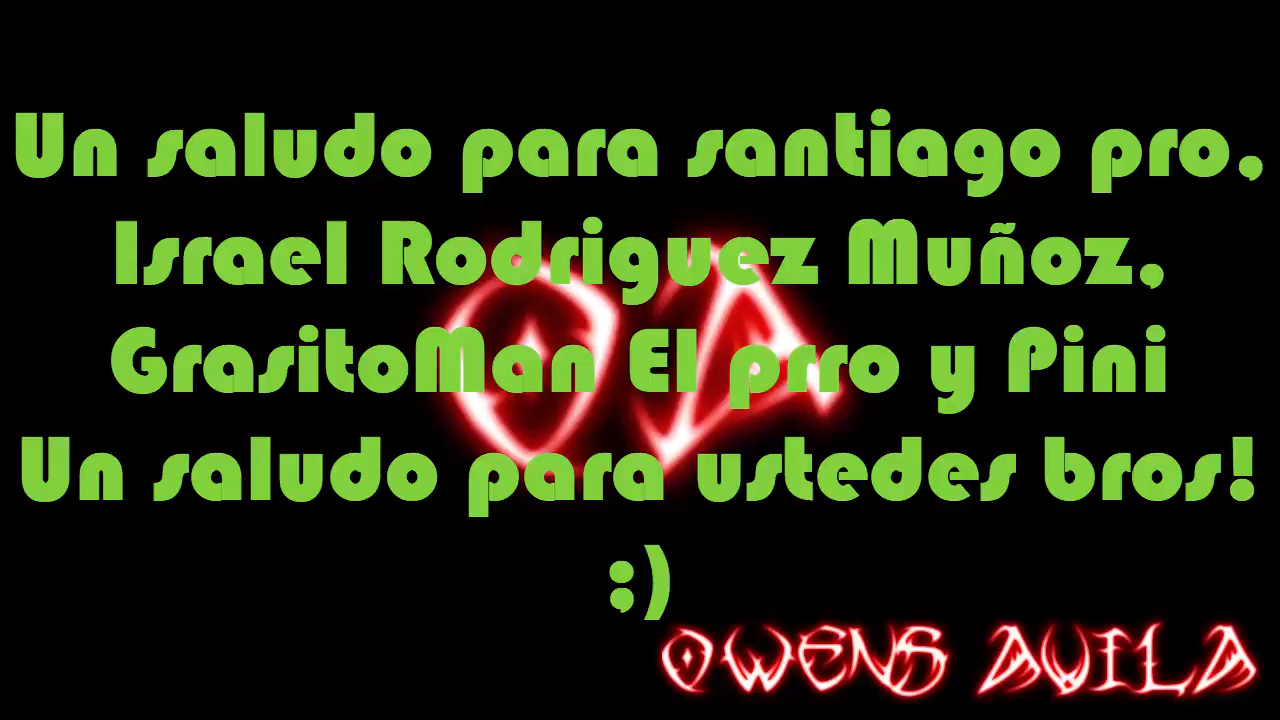 Un saludo para santiago pro,
Israel Rodriguez Muñoz,
GrasitoMan El prro y Pini
Un saludo para ustedes bros!
;)
OA
OWENS AVILA